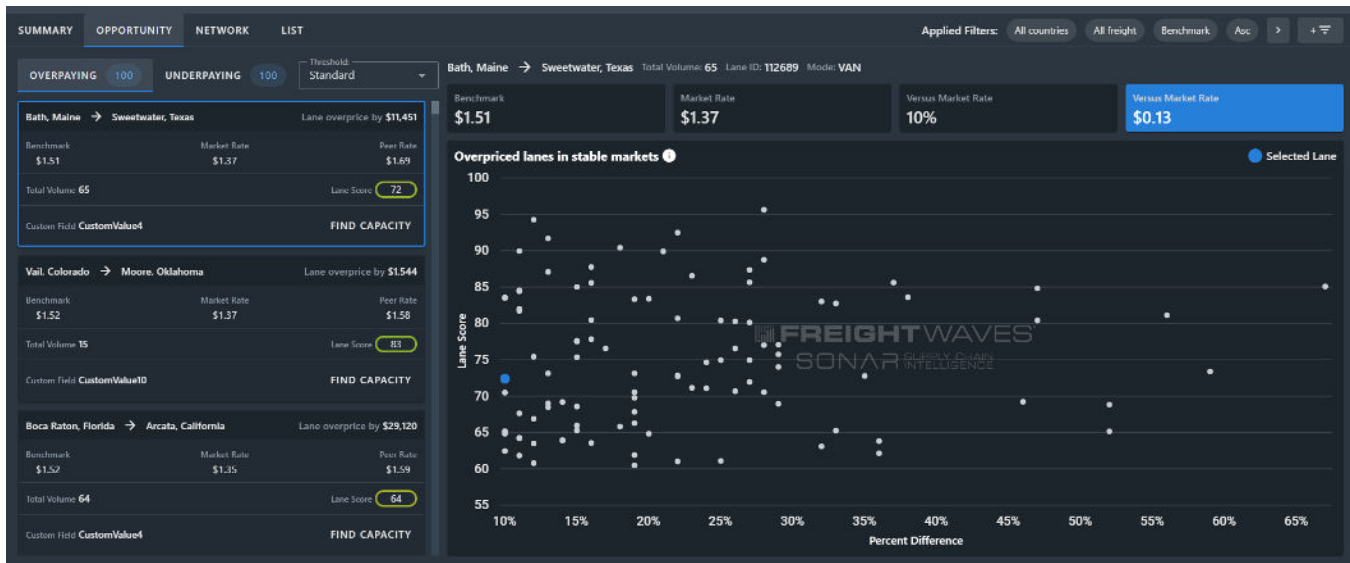 SUMMARY OPPORTUNITY NETWORK LIST Applied Filters: All countries All freight Benchmark Asc
OVERPAYING 100 UNDERPAYING 100 Threshold: Standard
Bath, Maine → Sweetwater, Texas Total Volume: 65 Lane ID: 112689 Mode: VAN
Benchmark $1.51 Market Rate $1.37 Versus Market Rate 10% Versus Market Rate $0.13
Bath, Maine → Sweetwater, Texas Lane overprice by $11,451
Benchmark Market Rate Peer Rate
$1.51 $1.37 $1.69
Total Volume 65 Lane Score 72
Custom Field CustomValue4 FIND CAPACITY
Vail, Colorado → Moore, Oklahoma Lane overprice by $1,544
Benchmark Market Rate Peer Rate
$1.52 $1.37 $1.58
Total Volume 15 Lane Score 83
Custom Field CustomValue10 FIND CAPACITY
Boca Raton, Florida → Arcata, California Lane overprice by $29,120
Benchmark Market Rate Peer Rate
$1.52 $1.35 $1.59
Total Volume 64 Lane Score 64
Custom Field CustomValue4 FIND CAPACITY
Overpriced lanes in stable markets Selected Lane
100
95
90
85
80
75
70
65
60
55
Lane Score
FREIGHTWAVES
SONAR SUPPLY CHAIN INTELLIGENCE
10% 15% 20% 25% 30% 35% 40% 45% 50% 55% 60% 65%
Percent Difference